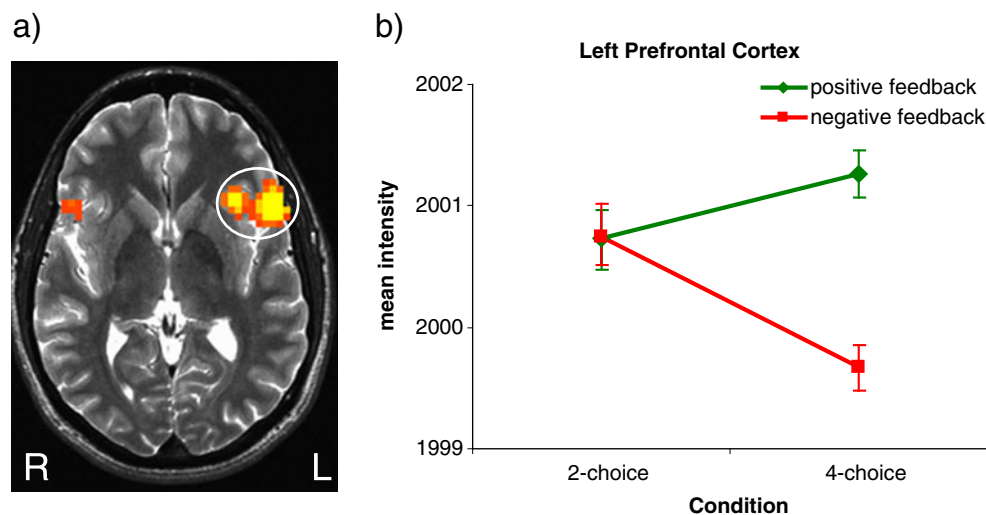 a)
R
L
b)
Left Prefrontal Cortex
positive feedback
negative feedback
mean intensity
2002
2001
2000
1999
2-choice
4-choice
Condition